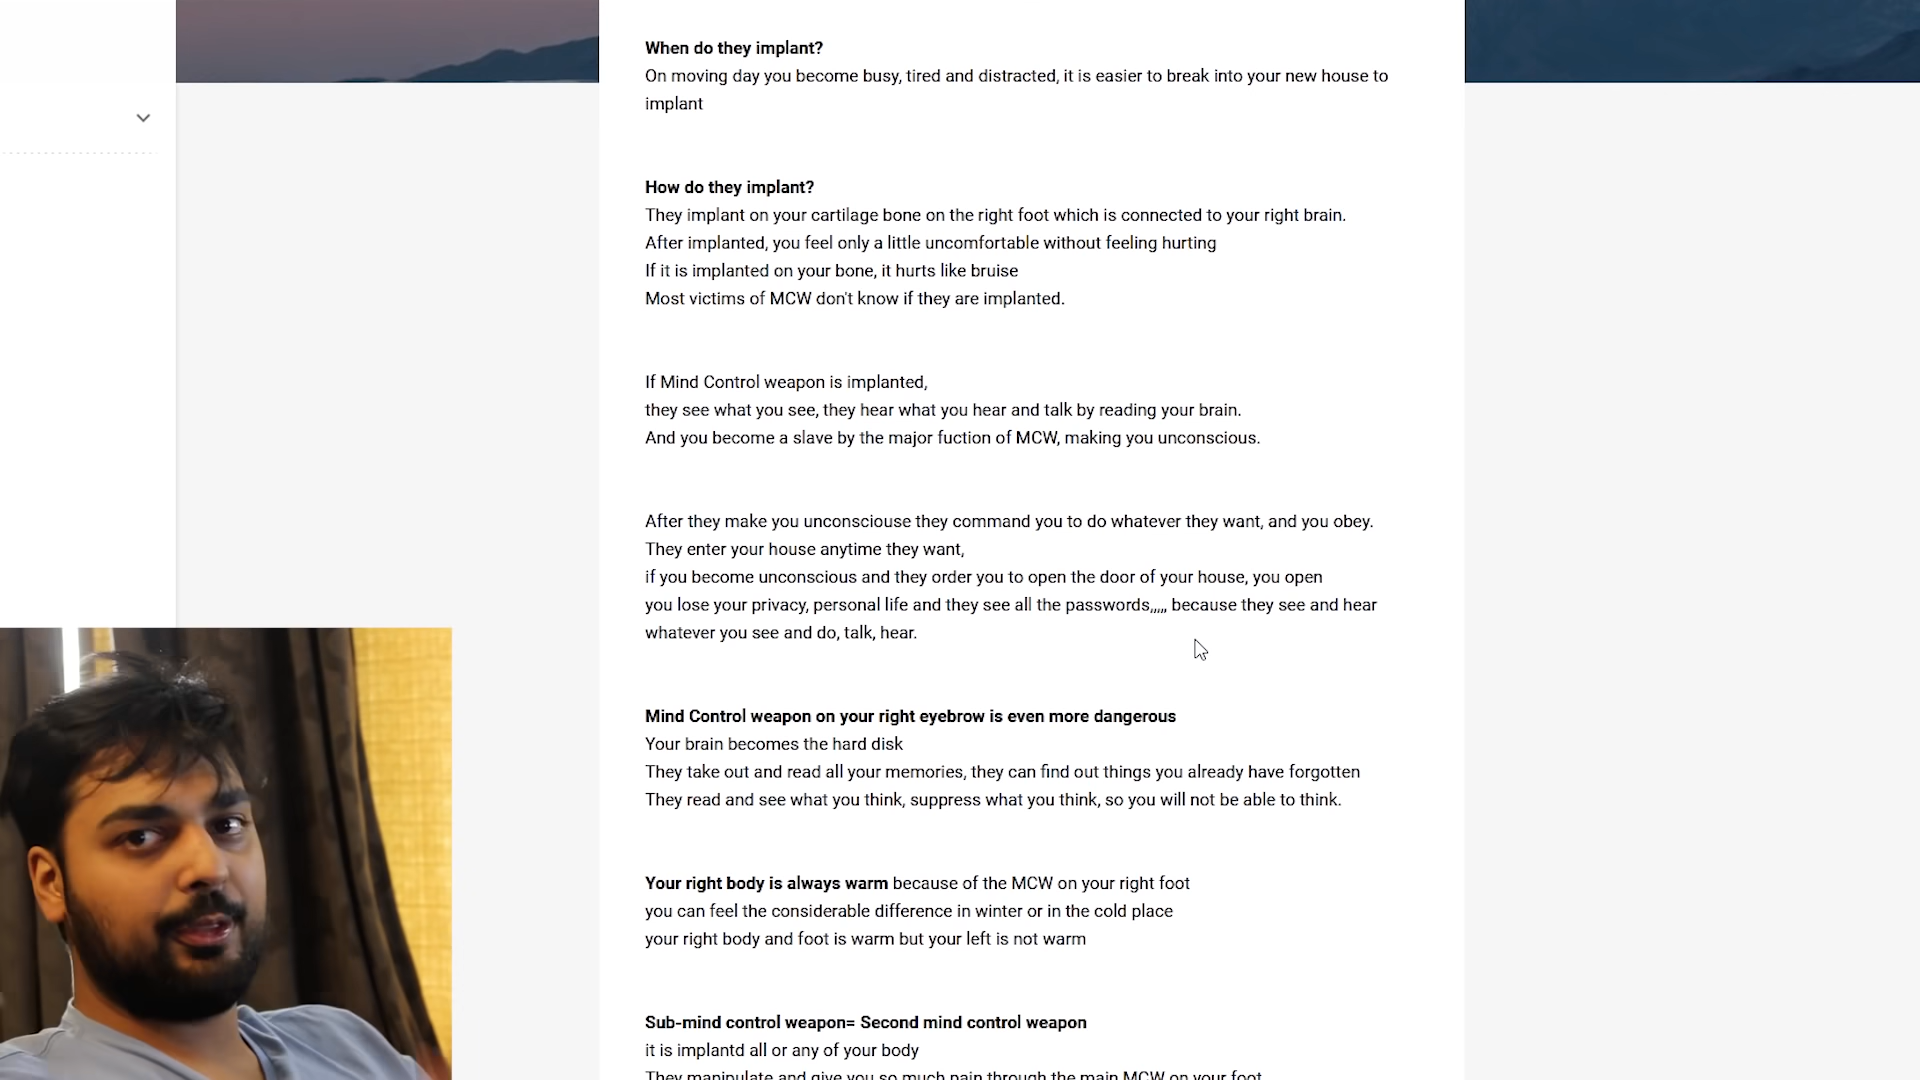 When do they implant?
On moving day you become busy, tired and distracted, it is easier to break into your new house to
implant
How do they implant?
They implant on your cartilage bone on the right foot which is connected to your right brain.
After implanted, you feel only a little uncomfortable without feeling hurting
If it is implanted on your bone, it hurts like bruise
Most victims of MCW don't know if they are implanted.
If Mind Control weapon is implanted,
they see what you see, they hear what you hear and talk by reading your brain.
And you become a slave by the major fuction of MCW, making you unconscious.
After they make you unconsciouse they command you to do whatever they want, and you obey.
They enter your house anytime they want,
if you become unconscious and they order you to open the door of your house, you open
you lose your privacy, personal life and they see all the passwords,,,,, because they see and hear
whatever you see and do, talk, hear.
Mind Control weapon on your right eyebrow is even more dangerous
Your brain becomes the hard disk
They take out and read all your memories, they can find out things you already have forgotten
They read and see what you think, suppress what you think, so you will not be able to think.
Your right body is always warm because of the MCW on your right foot
you can feel the considerable difference in winter or in the cold place
your right body and foot is warm but your left is not warm
Sub-mind control weapon= Second mind control weapon
it is implantd all or any of your body
They manipulate and give you so much pain through the main MCW on your foot